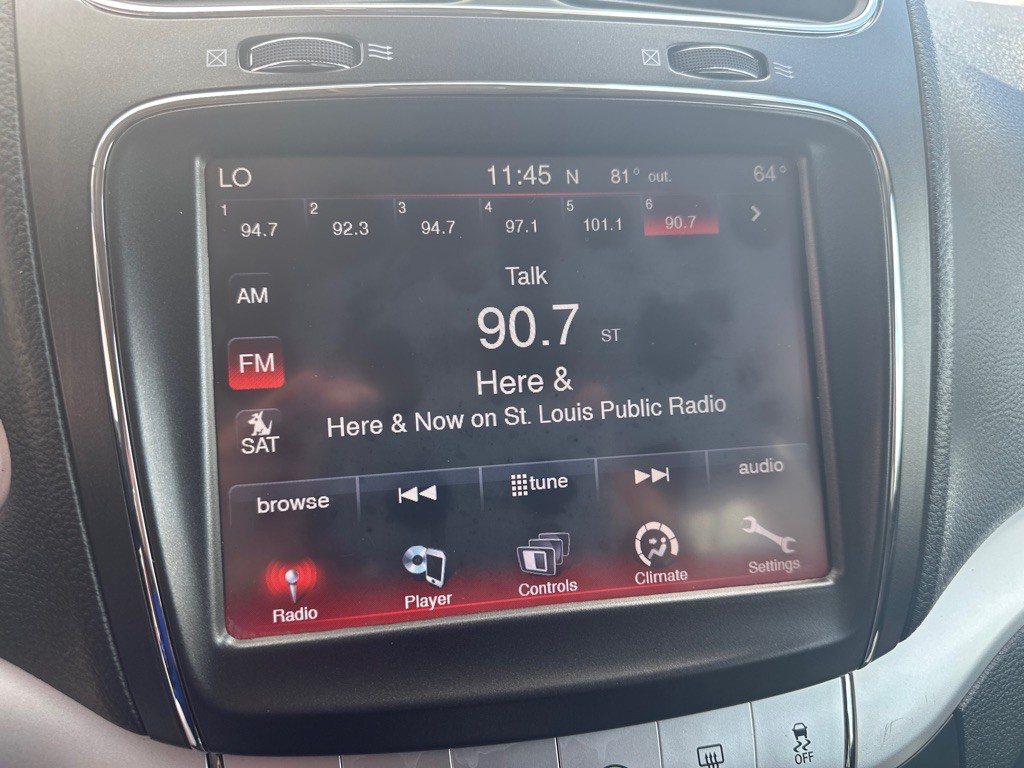 LO 11:45 N 81° out. 64°
1 2 3 4 5 6
94.7 92.3 94.7 97.1 101.1 90.7
Talk
AM
90.7 ST
FM
Here &
Here & Now on St. Louis Public Radio
SAT
browse tune audio
Radio Player Controls Climate Settings
OFF